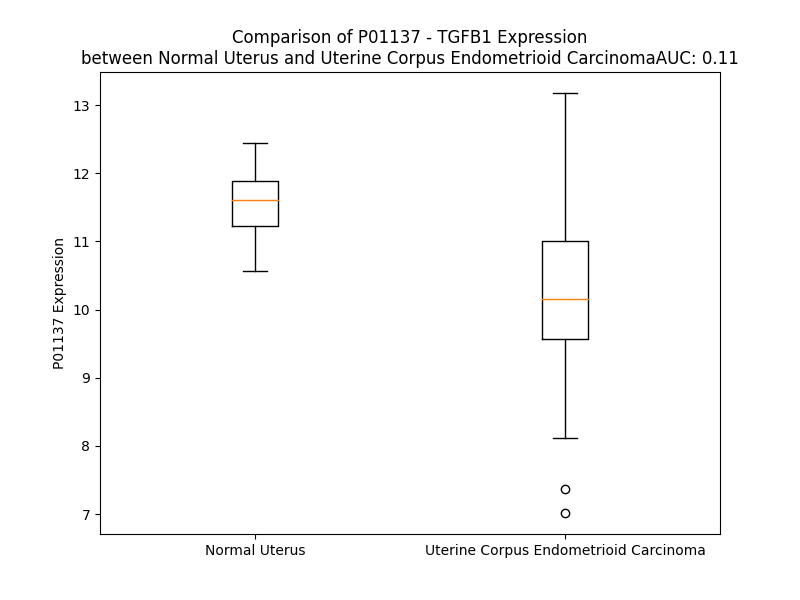 Comparison of P01137 - TGFB1 Expression
between Normal Uterus and Uterine Corpus Endometrioid CarcinomaAUC: 0.11
13
12
11
10
9
8
7
P01137 Expression
Normal Uterus
Uterine Corpus Endometrioid Carcinoma